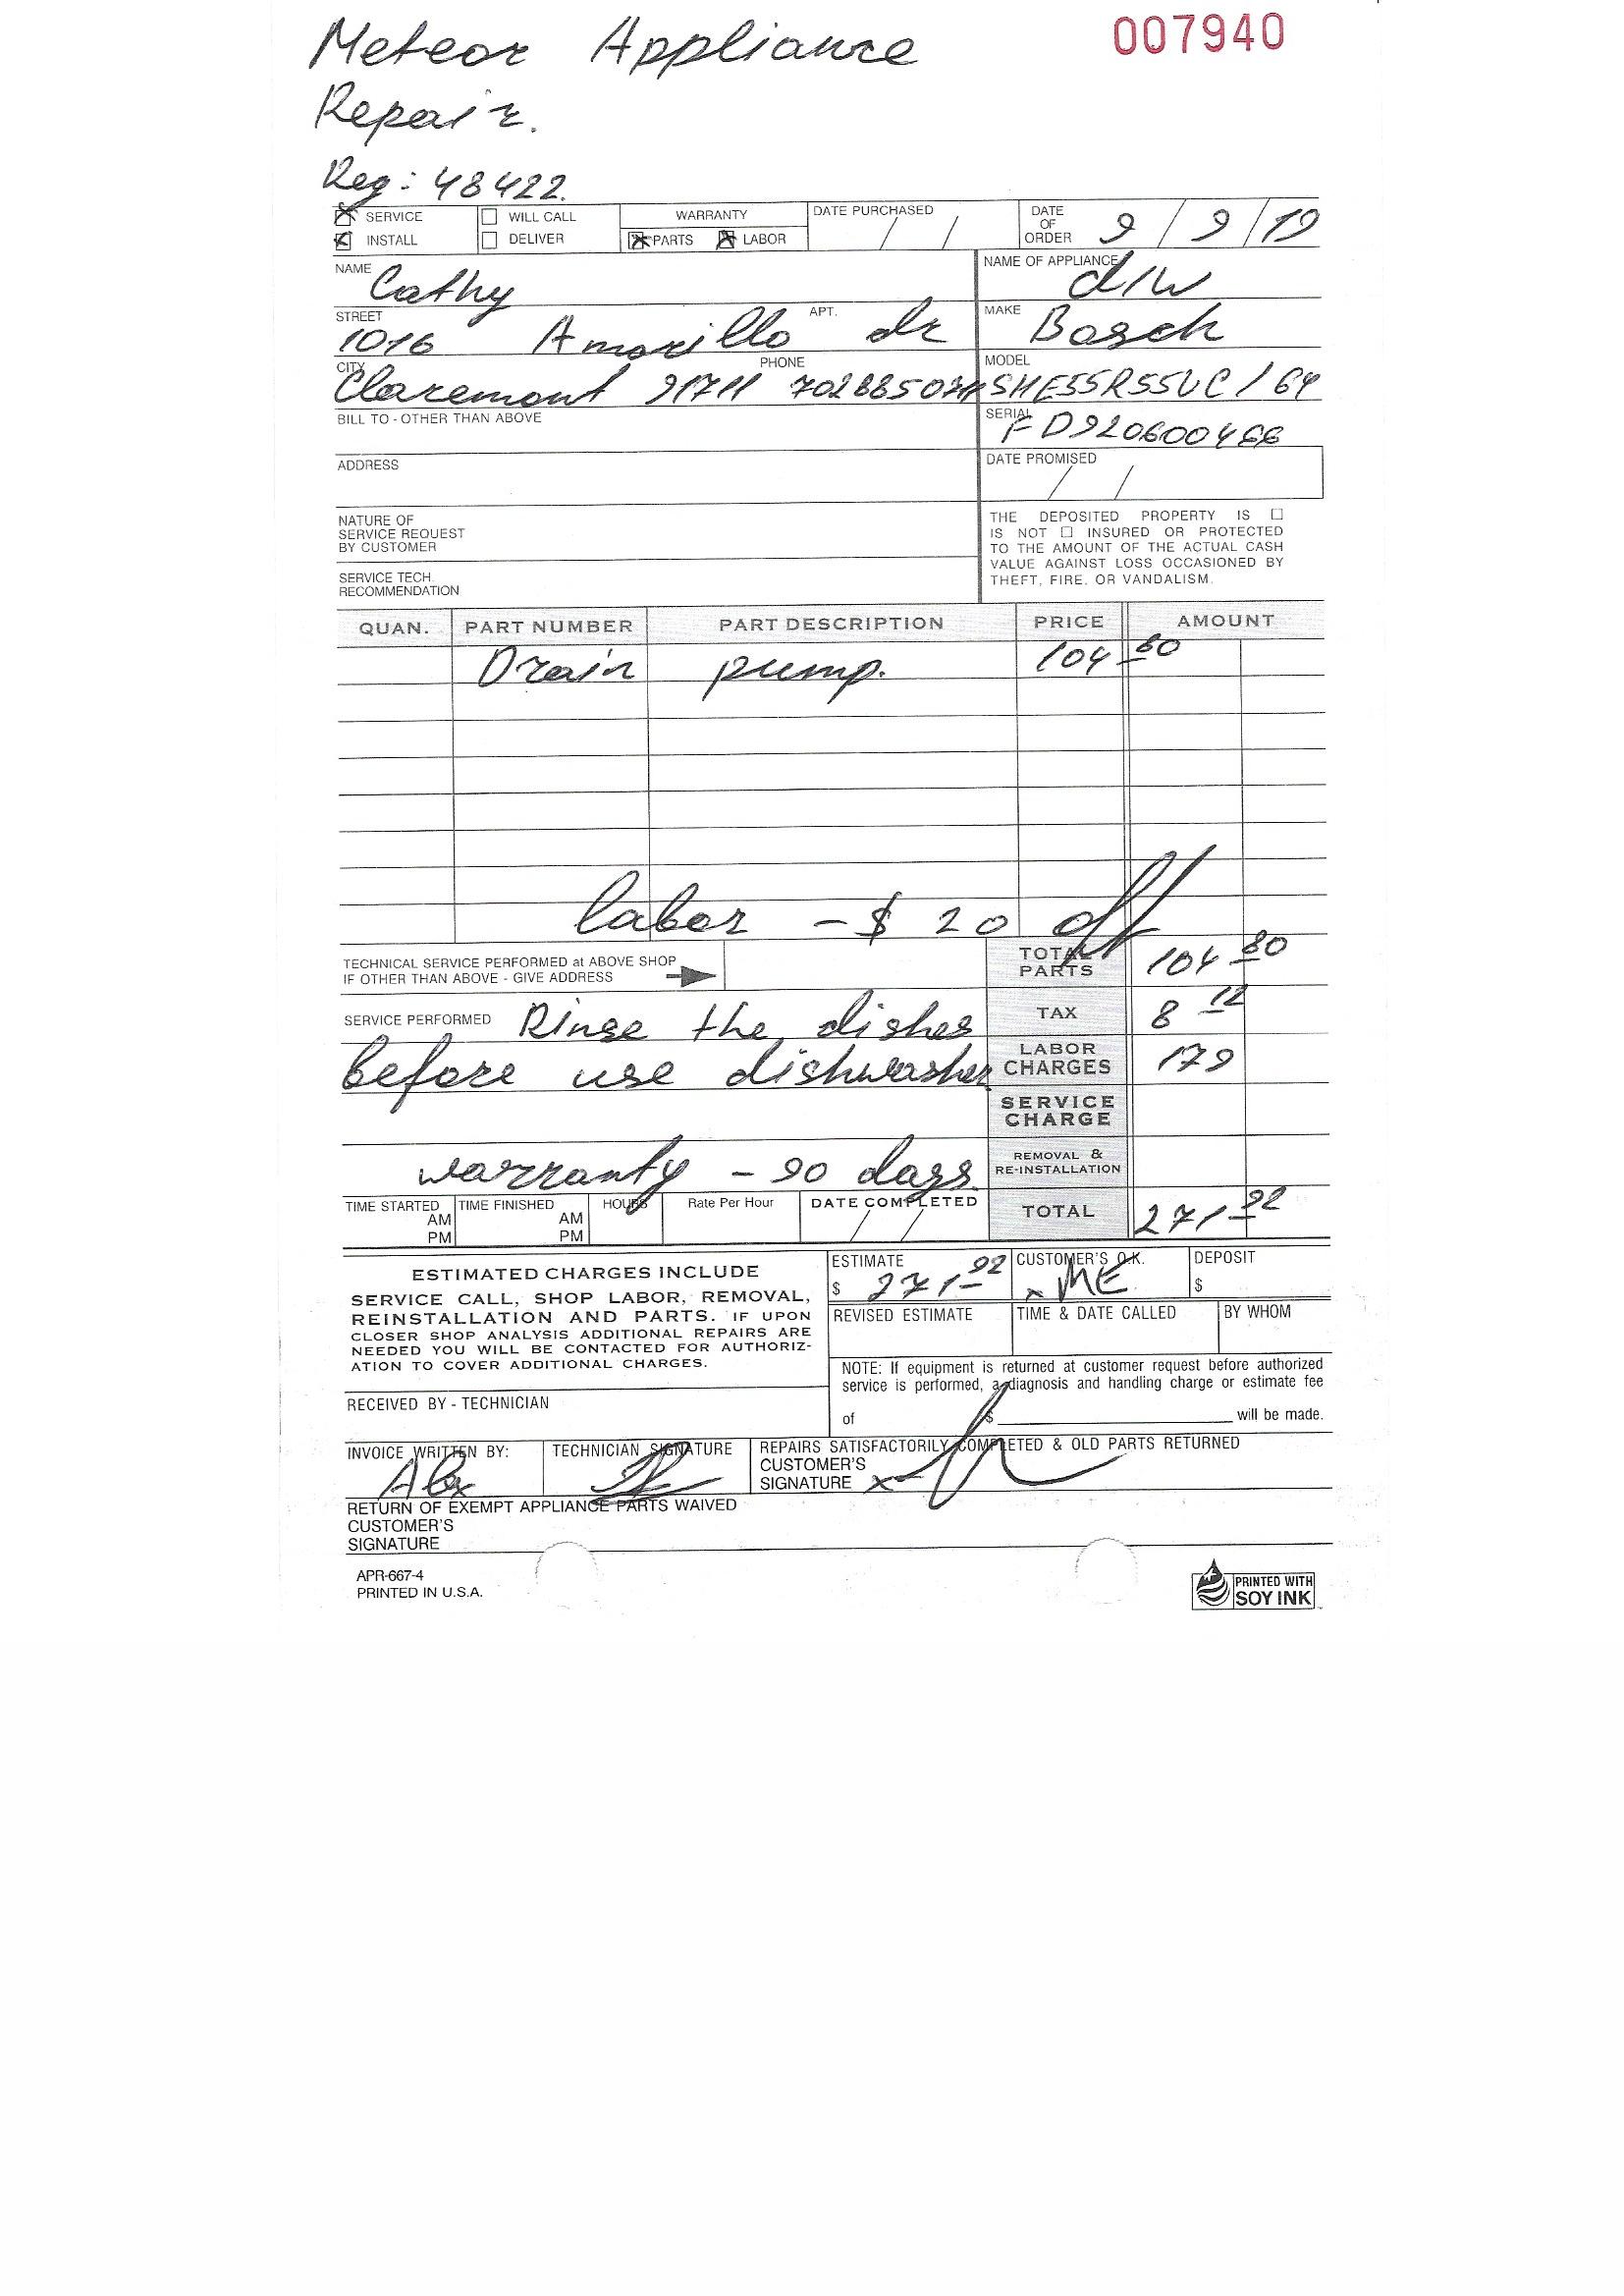 Meteor Appliance 007940
Repair.
Reg: 48422.
SERVICE WILL CALL WARRANTY DATE PURCHASED / / DATE OF ORDER 9 / 9 / 19
INSTALL DELIVER PARTS LABOR
NAME Cathy NAME OF APPLIANCE d/w
STREET 1016 Amarillo dr APT. MAKE Bosch
CITY Claremont 91711 PHONE MODEL SHE55R55UC / 64
BILL TO - OTHER THAN ABOVE SERIAL FD920600466
ADDRESS DATE PROMISED / /
NATURE OF
SERVICE REQUEST
BY CUSTOMER
SERVICE TECH.
RECOMMENDATION
THE DEPOSITED PROPERTY IS ☐
IS NOT ☐ INSURED OR PROTECTED
TO THE AMOUNT OF THE ACTUAL CASH
VALUE AGAINST LOSS OCCASIONED BY
THEFT, FIRE, OR VANDALISM.
QUAN. PART NUMBER PART DESCRIPTION PRICE AMOUNT
Drain pump. 104-80
labor - $ 20 off
TECHNICAL SERVICE PERFORMED at ABOVE SHOP
IF OTHER THAN ABOVE - GIVE ADDRESS
TOTAL PARTS 104-80
SERVICE PERFORMED Rinse the dishes TAX 8-12
before use dishwasher LABOR CHARGES 179
SERVICE CHARGE
warranty - 90 days. REMOVAL & RE-INSTALLATION
TIME STARTED AM PM TIME FINISHED AM PM HOURS Rate Per Hour DATE COMPLETED / / TOTAL 271-92
ESTIMATED CHARGES INCLUDE
SERVICE CALL, SHOP LABOR, REMOVAL,
REINSTALLATION AND PARTS. IF UPON
CLOSER SHOP ANALYSIS ADDITIONAL REPAIRS ARE
NEEDED YOU WILL BE CONTACTED FOR AUTHORIZ-
ATION TO COVER ADDITIONAL CHARGES.
ESTIMATE $ 271-92 CUSTOMER'S O.K. x ME DEPOSIT $
REVISED ESTIMATE TIME & DATE CALLED BY WHOM
NOTE: If equipment is returned at customer request before authorized
service is performed, a diagnosis and handling charge or estimate fee
of $ will be made.
RECEIVED BY - TECHNICIAN
INVOICE WRITTEN BY: Alex TECHNICIAN SIGNATURE REPAIRS SATISFACTORILY COMPLETED & OLD PARTS RETURNED
CUSTOMER'S
SIGNATURE x
RETURN OF EXEMPT APPLIANCE PARTS WAIVED
CUSTOMER'S
SIGNATURE
APR-667-4
PRINTED IN U.S.A.
PRINTED WITH
SOY INK